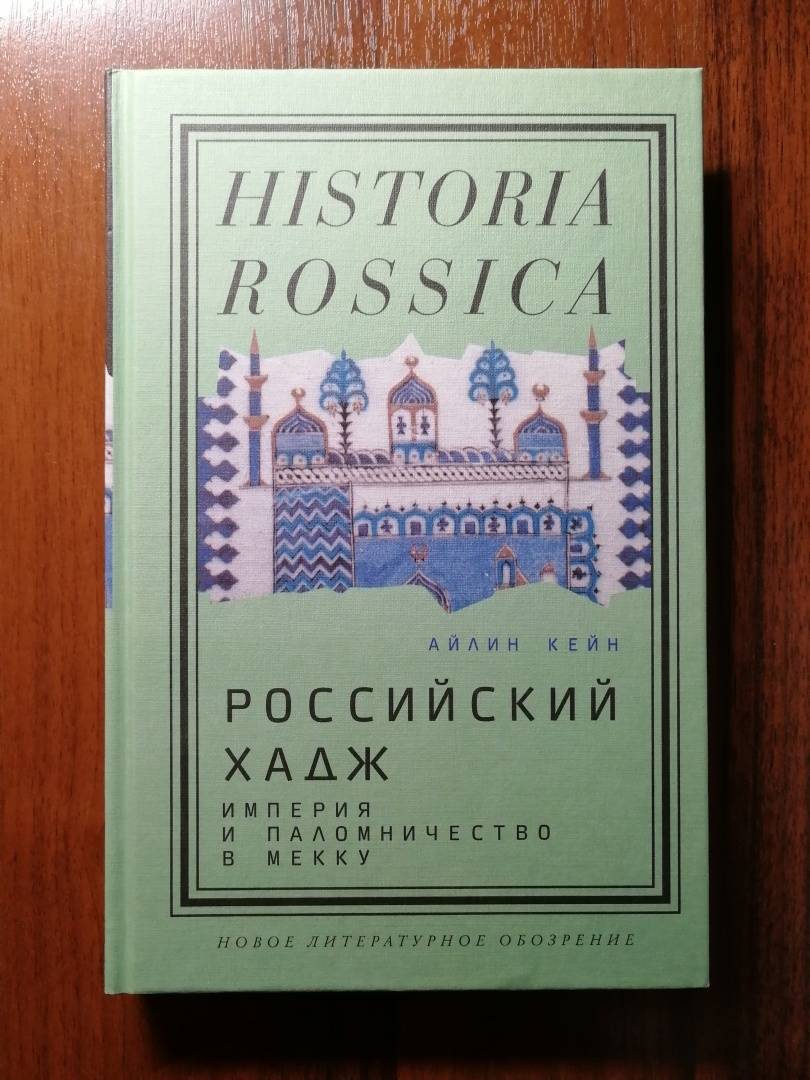 HISTORIA
ROSSICA
АЙЛИН КЕЙН
РОССИЙСКИЙ
ХАДЖ
ИМПЕРИЯ
И ПАЛОМНИЧЕСТВО
В МЕККУ
НОВОЕ ЛИТЕРАТУРНОЕ ОБОЗРЕНИЕ